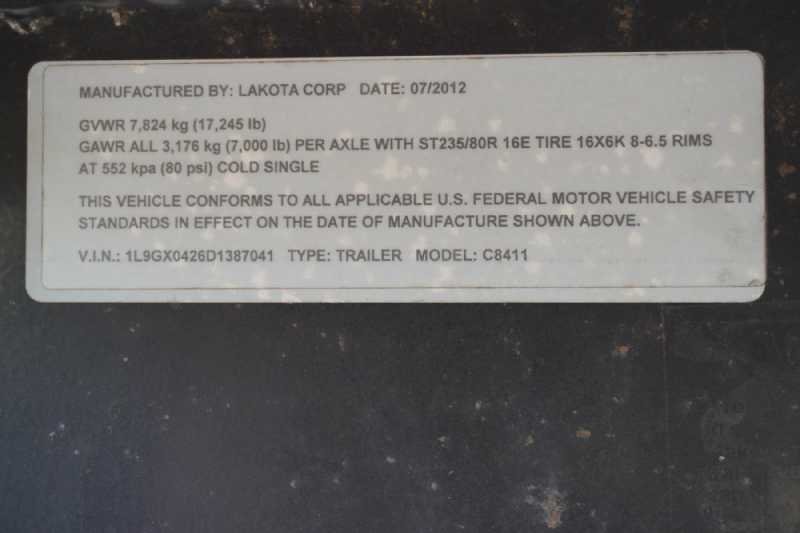 MANUFACTURED BY: LAKOTA CORP DATE: 07/2012
GVWR 7,824 kg (17,245 lb)
GAWR ALL 3,176 kg (7,000 lb) PER AXLE WITH ST235/80R 16E TIRE 16X6K 8-6.5 RIMS
AT 552 kpa (80 psi) COLD SINGLE
THIS VEHICLE CONFORMS TO ALL APPLICABLE U.S. FEDERAL MOTOR VEHICLE SAFETY
STANDARDS IN EFFECT ON THE DATE OF MANUFACTURE SHOWN ABOVE.
V.I.N.: 1L9GX0426D1387041 TYPE: TRAILER MODEL: C8411